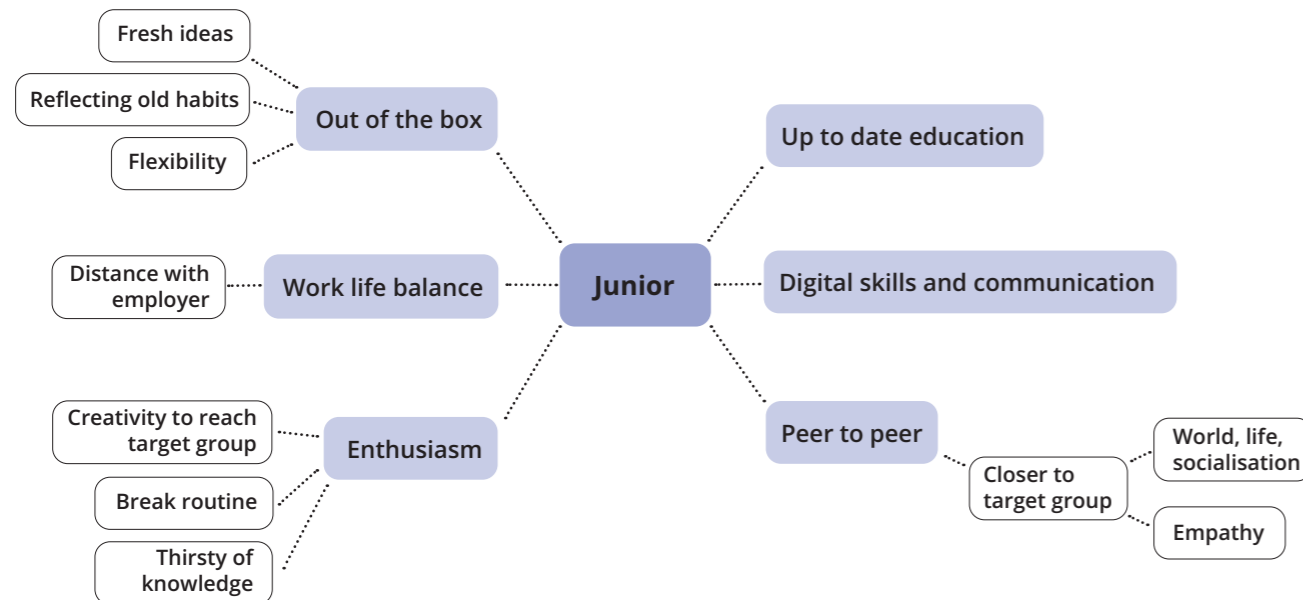 Fresh ideas
Reflecting old habits
Flexibility
Out of the box
Distance with
employer
Work life balance
Creativity to reach
target group
Break routine
Thirsty of
knowledge
Enthusiasm
Junior
Up to date education
Digital skills and communication
Peer to peer
Closer to
target group
World, life,
socialisation
Empathy